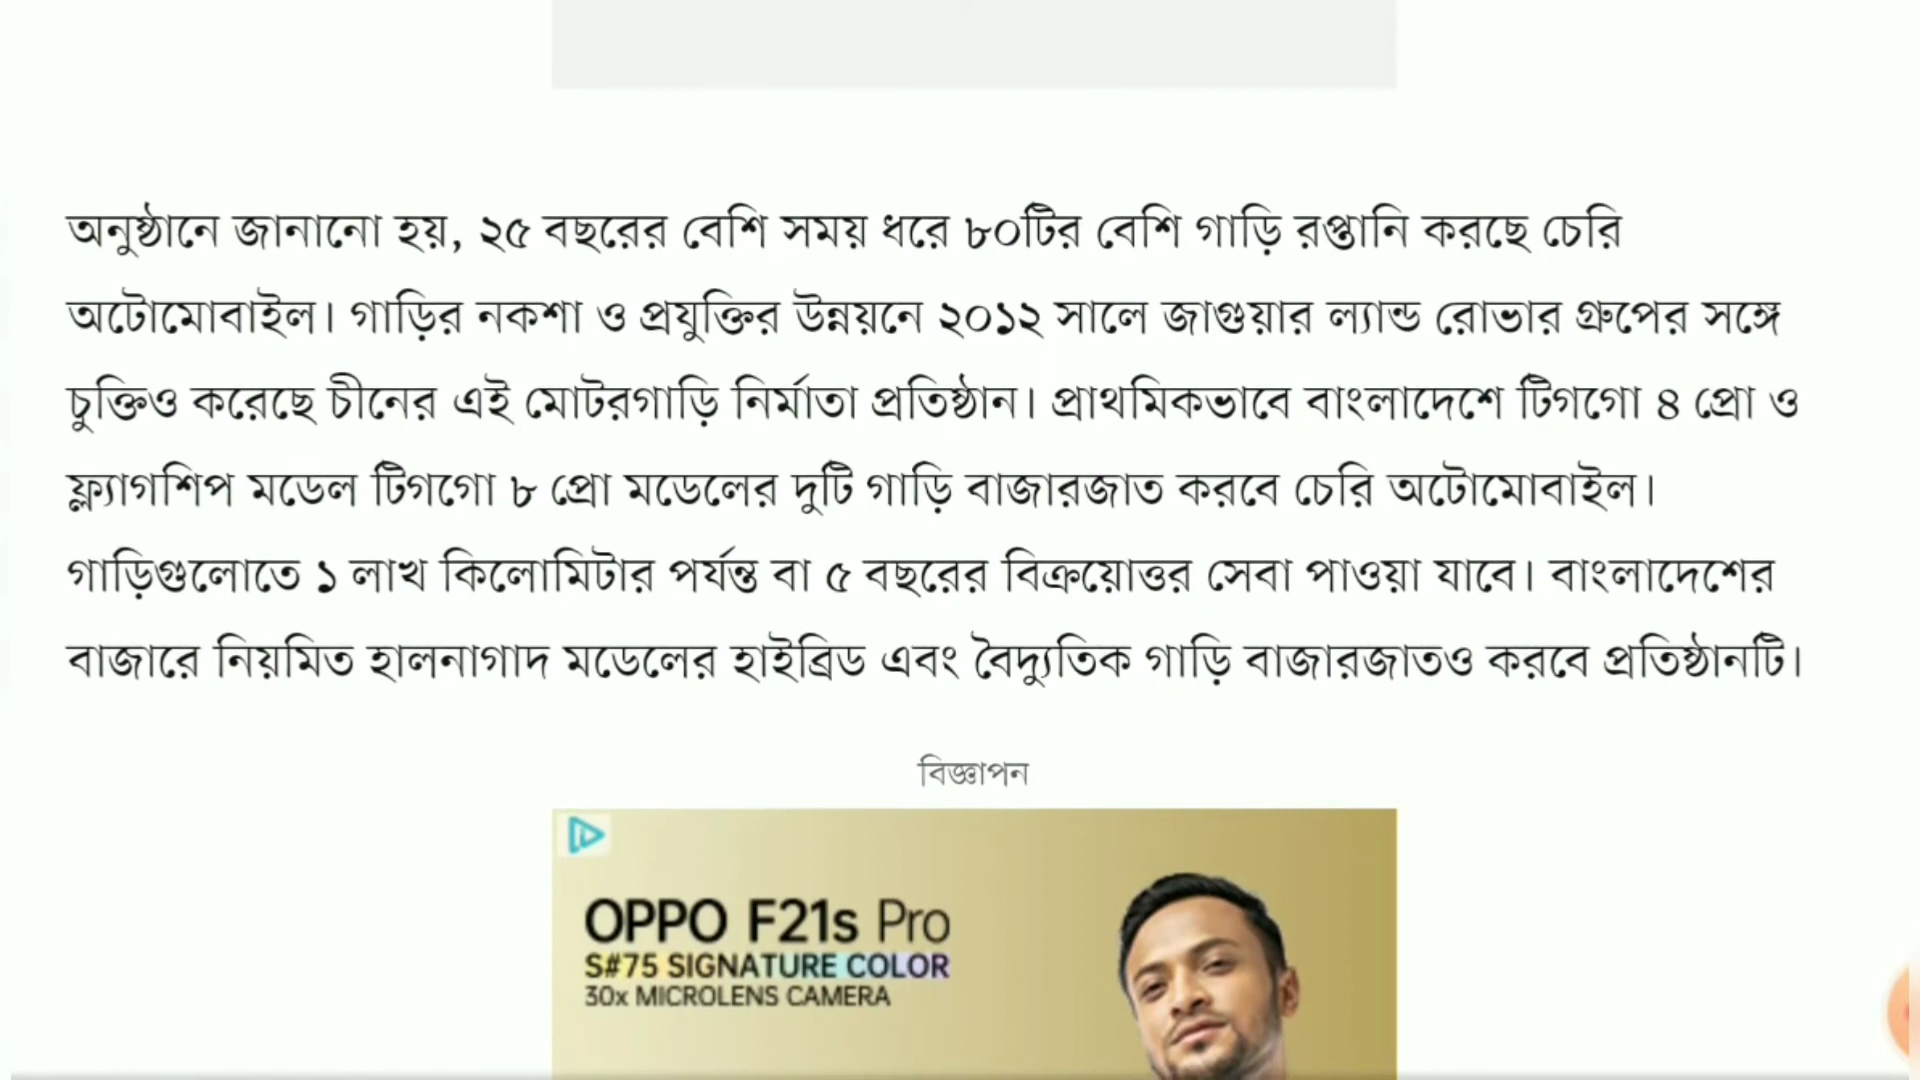 অনুষ্ঠানে জানানো হয়, ২৫ বছরের বেশি সময় ধরে ৮০টির বেশি গাড়ি রপ্তানি করছে চেরি
অটোমোবাইল। গাড়ির নকশা ও প্রযুক্তির উন্নয়নে ২০১২ সালে জাগুয়ার ল্যান্ড রোভার গ্রুপের সঙ্গে
চুক্তিও করেছে চীনের এই মোটরগাড়ি নির্মাতা প্রতিষ্ঠান। প্রাথমিকভাবে বাংলাদেশে টিগগো ৪ প্রো ও
ফ্ল্যাগশিপ মডেল টিগগো ৮ প্রো মডেলের দুটি গাড়ি বাজারজাত করবে চেরি অটোমোবাইল।
গাড়িগুলোতে ১ লাখ কিলোমিটার পর্যন্ত বা ৫ বছরের বিক্রয়োত্তর সেবা পাওয়া যাবে। বাংলাদেশের
বাজারে নিয়মিত হালনাগাদ মডেলের হাইব্রিড এবং বৈদ্যুতিক গাড়ি বাজারজাতও করবে প্রতিষ্ঠানটি।
বিজ্ঞাপন
OPPO F21s Pro
S#75 SIGNATURE COLOR
30x MICROLENS CAMERA